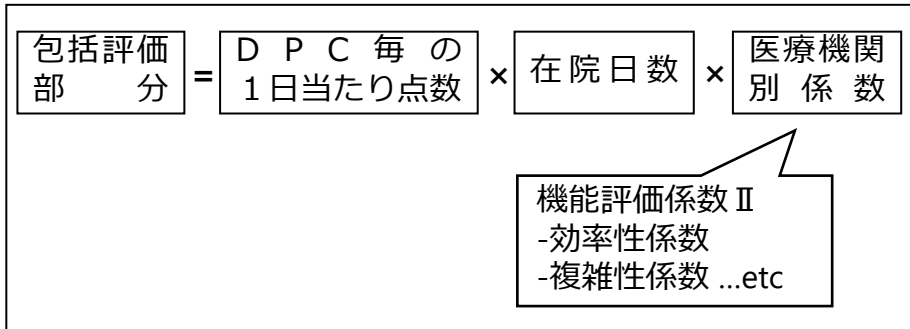 包括評価部分 = DPC毎の1日当たり点数 × 在院日数 × 医療機関別係数
機能評価係数Ⅱ
-効率性係数
-複雑性係数 ...etc